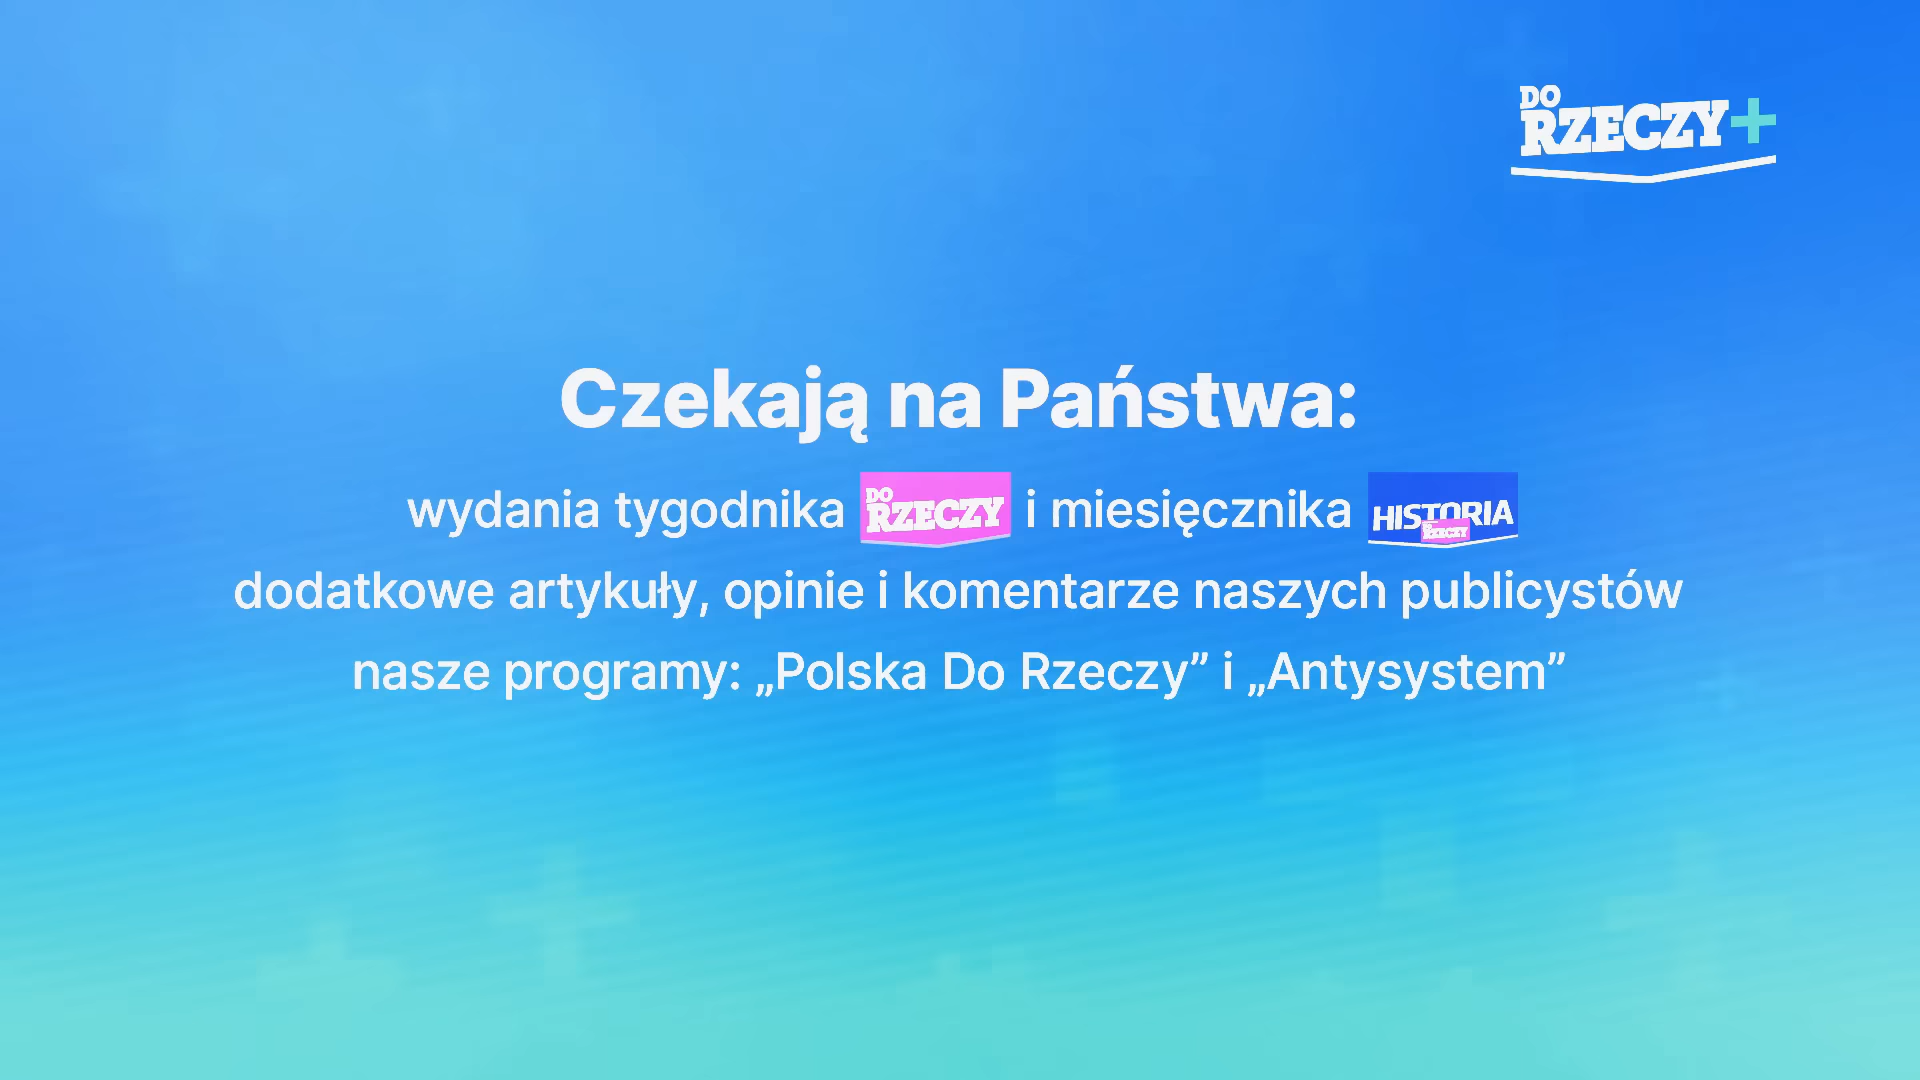 DO
RZECZY+
Czekają na Państwa:
wydania tygodnika DO RZECZY i miesięcznika HISTORIA DO RZECZY
dodatkowe artykuły, opinie i komentarze naszych publicystów
nasze programy: „Polska Do Rzeczy” i „Antysystem”